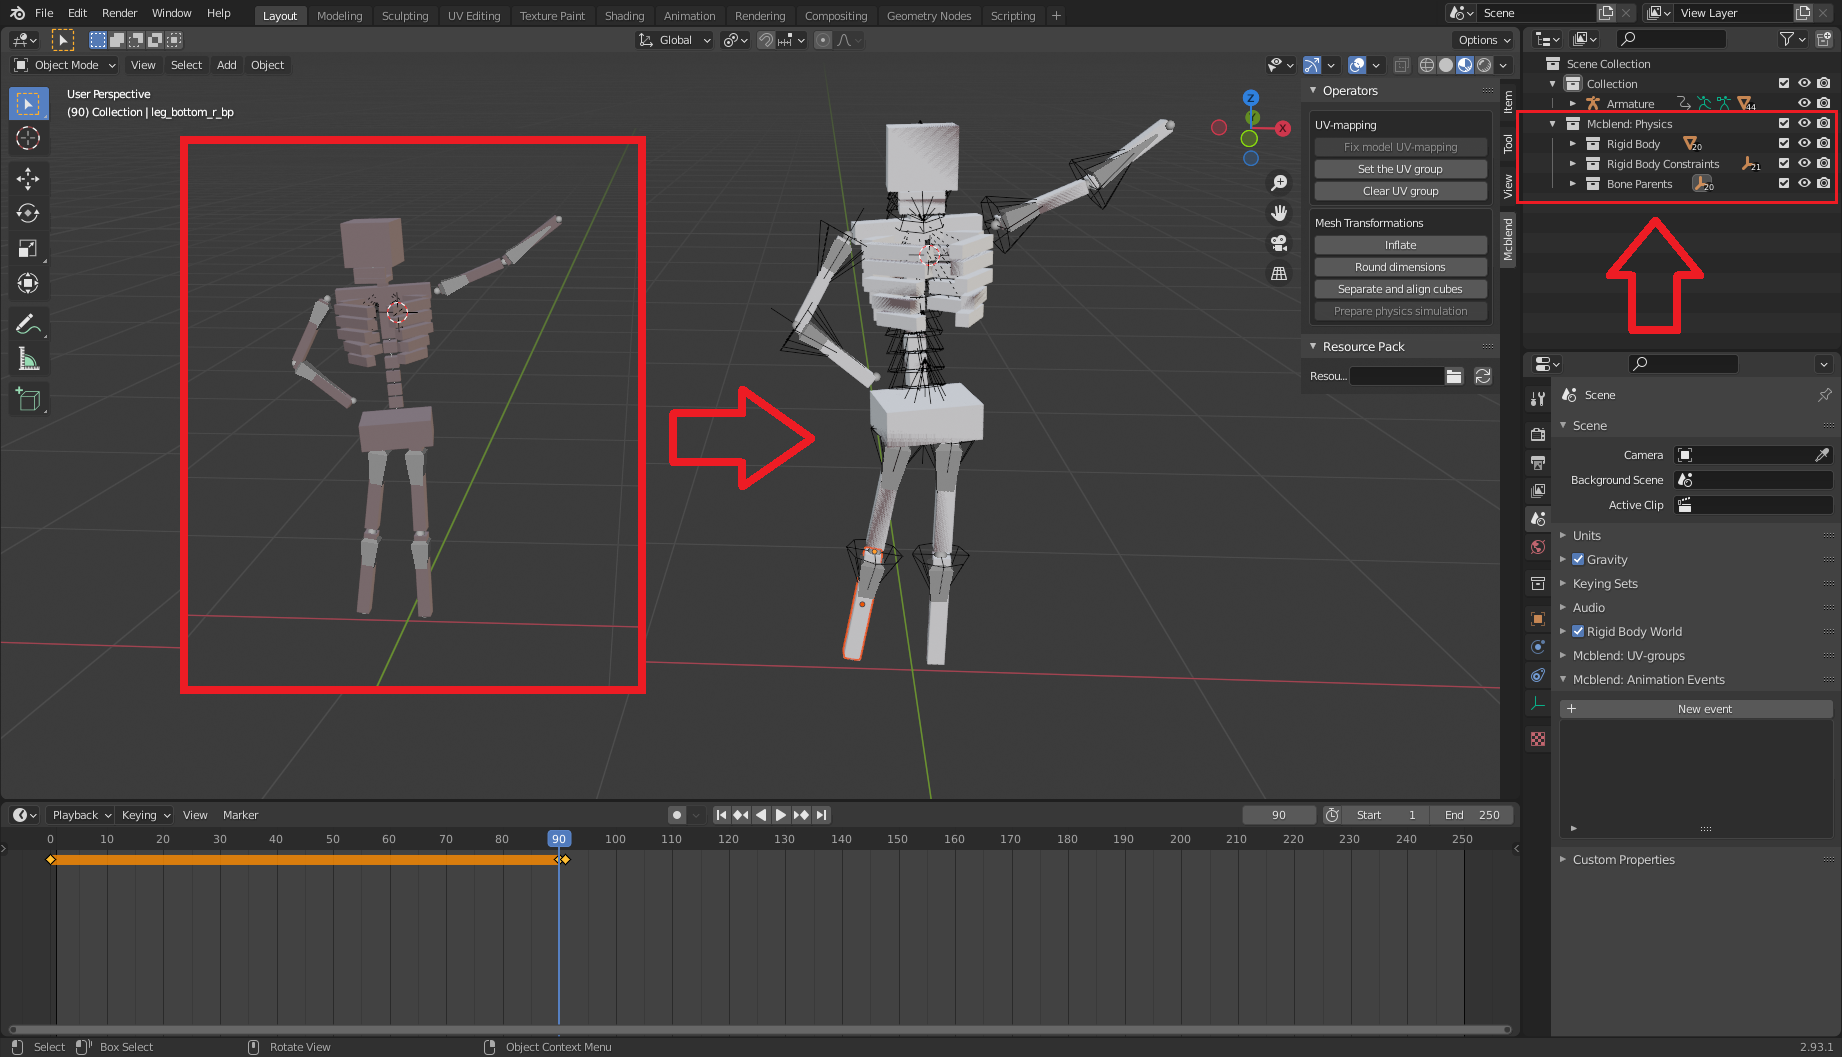 File Edit Render Window Help
Layout Modeling Sculpting UV Editing Texture Paint Shading Animation Rendering Compositing Geometry Nodes Scripting +
Scene
View Layer
Global
Options
Object Mode View Select Add Object
User Perspective
(90) Collection | leg_bottom_r_bp
Z
Y
X
Item
Tool
View
Mcblend
Operators
UV-mapping
Fix model UV-mapping
Set the UV group
Clear UV group
Mesh Transformations
Inflate
Round dimensions
Separate and align cubes
Prepare physics simulation
Resource Pack
Resou...
Scene Collection
Collection
Armature 44
Mcblend: Physics
Rigid Body 20
Rigid Body Constraints 21
Bone Parents 20
Scene
Scene
Camera
Background Scene
Active Clip
Units
Gravity
Keying Sets
Audio
Rigid Body World
Mcblend: UV-groups
Mcblend: Animation Events
+ New event
Custom Properties
Playback Keying View Marker
90 Start 1 End 250
0 10 20 30 40 50 60 70 80 90 100 110 120 130 140 150 160 170 180 190 200 210 220 230 240 250
Select Box Select Rotate View Object Context Menu
2.93.1